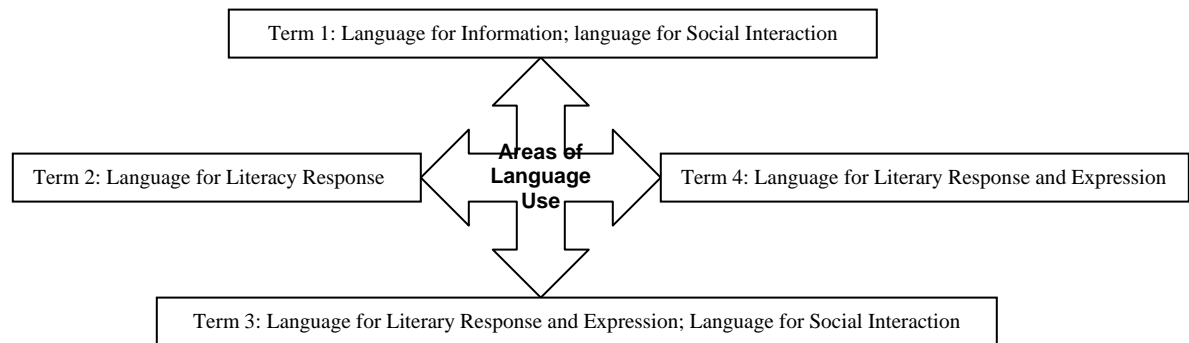 Term 1: Language for Information; language for Social Interaction
Areas of
Language
Use
Term 2: Language for Literacy Response
Term 4: Language for Literary Response and Expression
Term 3: Language for Literary Response and Expression; Language for Social Interaction